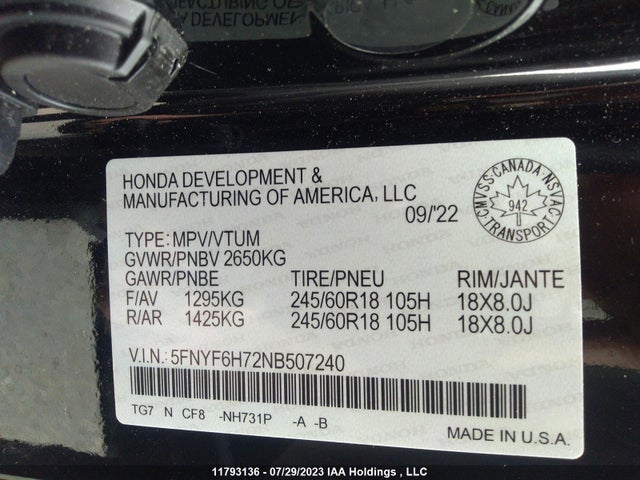 HONDA DEVELOPMENT &
MANUFACTURING OF AMERICA, LLC
09/'22
CMVSS·CANADA·NSVAC
942
TRANSPORT
TYPE: MPV/VTUM
GVWR/PNBV 2650KG
GAWR/PNBE TIRE/PNEU RIM/JANTE
F/AV 1295KG 245/60R18 105H 18X8.0J
R/AR 1425KG 245/60R18 105H 18X8.0J
V.I.N.: 5FNYF6H72NB507240
TG7 N CF8 -NH731P -A -B
MADE IN U.S.A.
11793136 - 07/29/2023 IAA Holdings , LLC